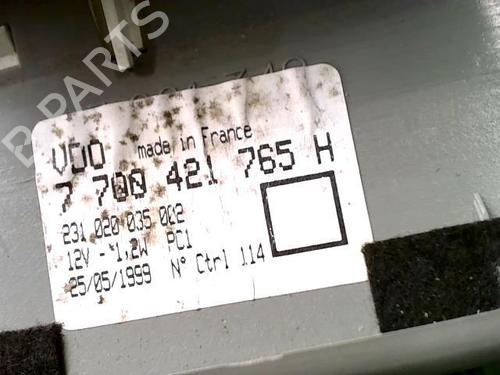 B PARTS
VDO made in France
7 700 421 765 H
231 020 035 002
12V - 1,2W PC1
25/05/1999 N° Ctrl 114